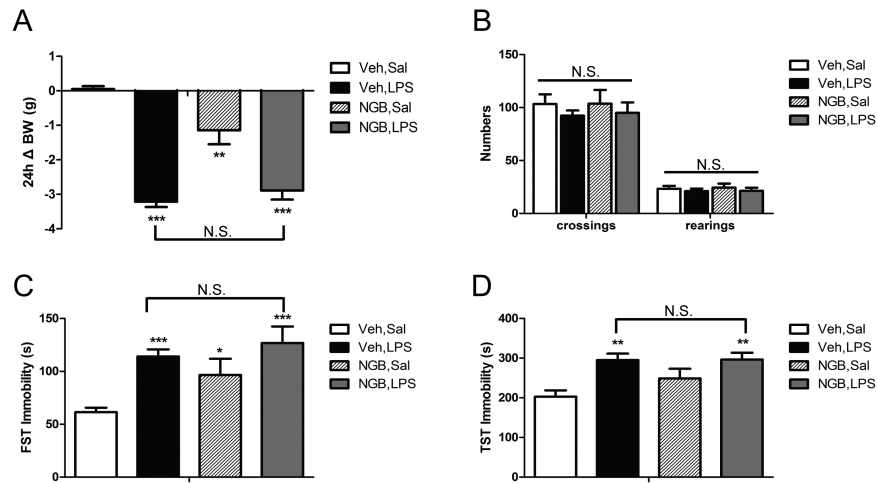 A
24h Δ BW (g)
1
0
-1
-2
-3
-4
***
**
***
N.S.
Veh,Sal
Veh,LPS
NGB,Sal
NGB,LPS
B
Numbers
150
100
50
0
N.S.
N.S.
crossings
rearings
Veh,Sal
Veh,LPS
NGB,Sal
NGB,LPS
C
FST Immobility (s)
150
100
50
0
N.S.
***
*
***
Veh,Sal
Veh,LPS
NGB,Sal
NGB,LPS
D
TST Immobility (s)
400
300
200
100
0
N.S.
**
**
Veh,Sal
Veh,LPS
NGB,Sal
NGB,LPS